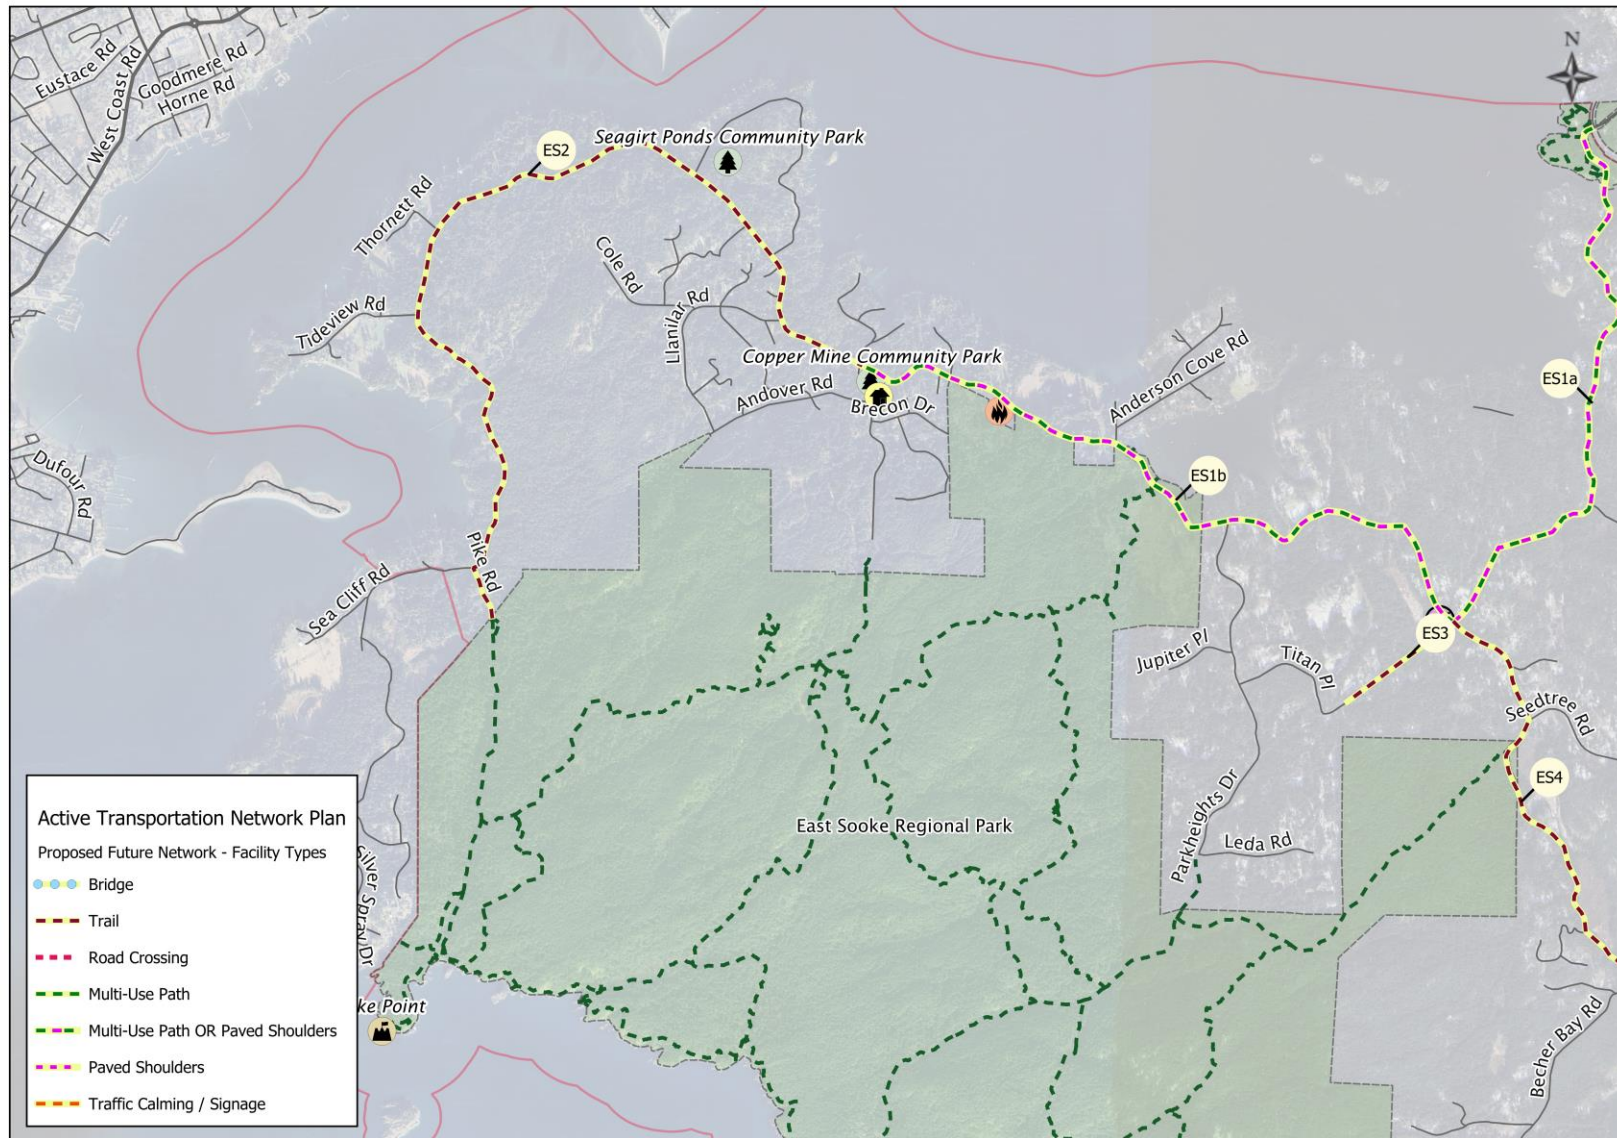 Eustace Rd
West Coast Rd
Goodmere Rd
Horne Rd
N
ES2
Seagirt Ponds Community Park
Thornett Rd
Cole Rd
Tideview Rd
Llanilar Rd
Copper Mine Community Park
Andover Rd
Brecon Dr
Anderson Cove Rd
ES1a
Dufour Rd
ES1b
Pike Rd
Sea Cliff Rd
ES3
Jupiter Pl
Titan Pl
Seedtree Rd
ES4
Parkheights Dr
East Sooke Regional Park
Leda Rd
Silver Spray Dr
ke Point
Becher Bay Rd
Active Transportation Network Plan
Proposed Future Network - Facility Types
Bridge
Trail
Road Crossing
Multi-Use Path
Multi-Use Path OR Paved Shoulders
Paved Shoulders
Traffic Calming / Signage